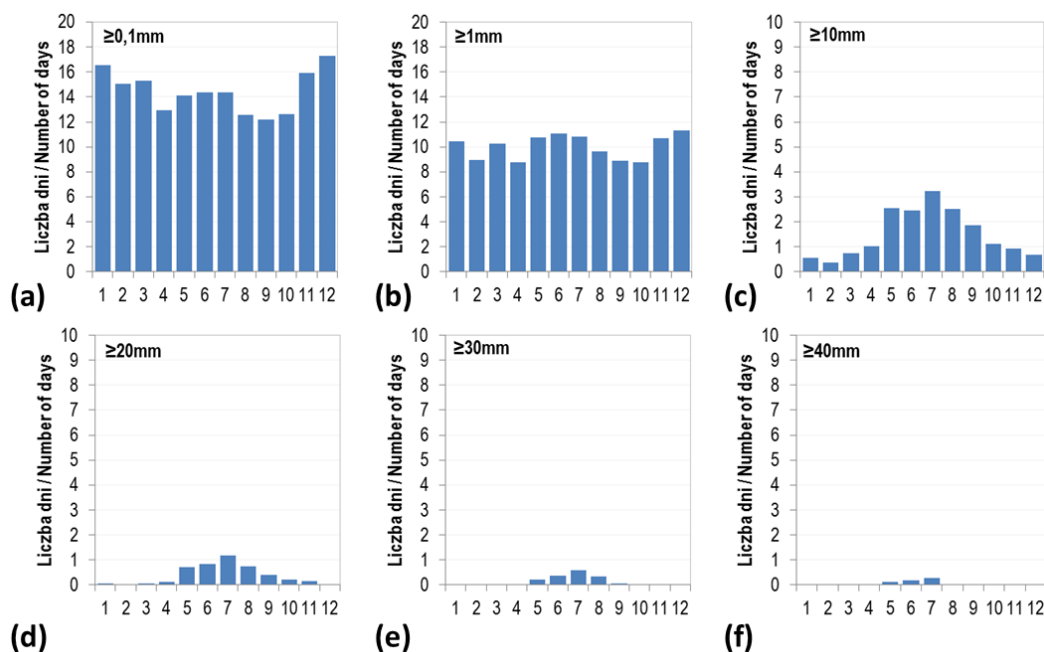 ≥0,1mm
Liczba dni / Number of days
20
18
16
14
12
10
8
6
4
2
0
1 2 3 4 5 6 7 8 9 10 11 12
(a)
≥1mm
Liczba dni / Number of days
20
18
16
14
12
10
8
6
4
2
0
1 2 3 4 5 6 7 8 9 10 11 12
(b)
≥10mm
Liczba dni / Number of days
10
9
8
7
6
5
4
3
2
1
0
1 2 3 4 5 6 7 8 9 10 11 12
(c)
≥20mm
Liczba dni / Number of days
10
9
8
7
6
5
4
3
2
1
0
1 2 3 4 5 6 7 8 9 10 11 12
(d)
≥30mm
Liczba dni / Number of days
10
9
8
7
6
5
4
3
2
1
0
1 2 3 4 5 6 7 8 9 10 11 12
(e)
≥40mm
Liczba dni / Number of days
10
9
8
7
6
5
4
3
2
1
0
1 2 3 4 5 6 7 8 9 10 11 12
(f)